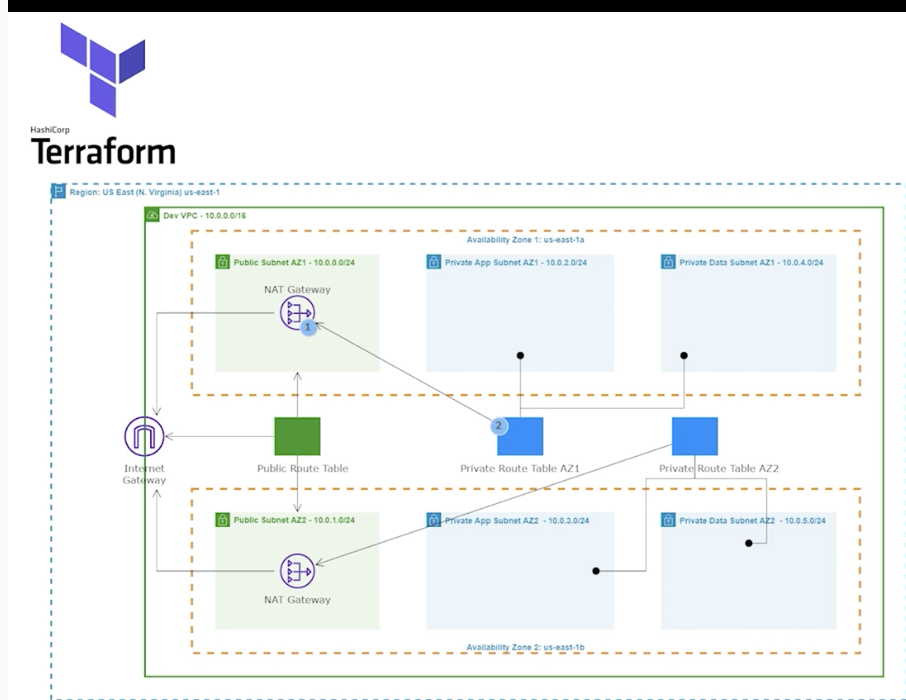 HashiCorp
Terraform
Region: US East (N. Virginia) us-east-1
Dev VPC - 10.0.0.0/16
Availability Zone 1: us-east-1a
Public Subnet AZ1 - 10.0.0.0/24
Private App Subnet AZ1 - 10.0.2.0/24
Private Data Subnet AZ1 - 10.0.4.0/24
NAT Gateway
1
2
Internet
Gateway
Public Route Table
Private Route Table AZ1
Private Route Table AZ2
Public Subnet AZ2 - 10.0.1.0/24
Private App Subnet AZ2 - 10.0.3.0/24
Private Data Subnet AZ2 - 10.0.5.0/24
NAT Gateway
Availability Zone 2: us-east-1b